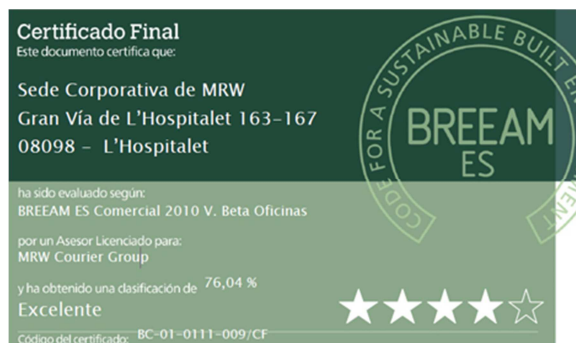 Certificado Final
Este documento certifica que:
Sede Corporativa de MRW
Gran Vía de L'Hospitalet 163-167
08098 - L'Hospitalet
CODE FOR A SUSTAINABLE BUILT ENVIRONMENT
BREEAM
ES
ha sido evaluado según:
BREEAM ES Comercial 2010 V. Beta Oficinas
por un Asesor Licenciado para:
MRW Courier Group
y ha obtenido una clasificación de 76,04 %
Excelente
Código del certificado: BC-01-0111-009/CF